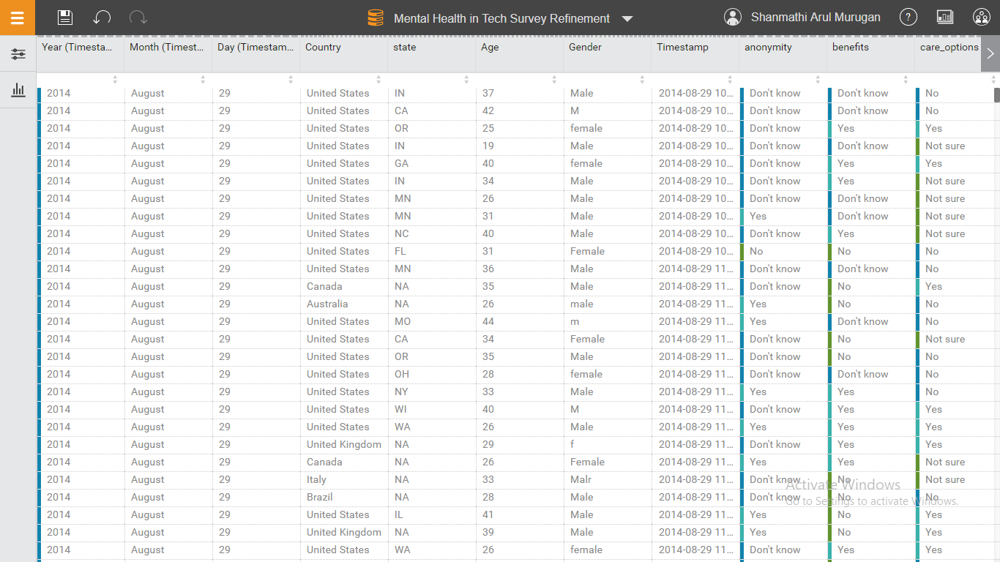 Mental Health in Tech Survey Refinement Shanmathi Arul Murugan ?
Year (Timesta... Month (Timest... Day (Timestam... Country state Age Gender Timestamp anonymity benefits care_options
2014 August 29 United States IN 37 Male 2014-08-29 10... Don't know Don't know No
2014 August 29 United States CA 42 M 2014-08-29 10... Don't know Don't know No
2014 August 29 United States OR 25 female 2014-08-29 10... Don't know Yes Yes
2014 August 29 United States IN 19 Male 2014-08-29 10... Don't know Don't know Not sure
2014 August 29 United States GA 40 female 2014-08-29 10... Don't know Yes Yes
2014 August 29 United States IN 34 Male 2014-08-29 10... Don't know Yes Not sure
2014 August 29 United States MN 26 Male 2014-08-29 10... Don't know Don't know Not sure
2014 August 29 United States MN 31 Male 2014-08-29 10... Yes Don't know Not sure
2014 August 29 United States NC 40 Male 2014-08-29 10... Don't know Yes Not sure
2014 August 29 United States FL 31 Female 2014-08-29 10... No No No
2014 August 29 United States MN 36 Male 2014-08-29 11... Don't know Don't know No
2014 August 29 Canada NA 35 Male 2014-08-29 11... Don't know No Yes
2014 August 29 Australia NA 26 male 2014-08-29 11... Yes No No
2014 August 29 United States MO 44 m 2014-08-29 11... Yes Don't know No
2014 August 29 United States CA 34 Female 2014-08-29 11... Don't know No Not sure
2014 August 29 United States OR 35 Male 2014-08-29 11... Don't know No No
2014 August 29 United States OH 28 female 2014-08-29 11... Don't know Don't know No
2014 August 29 United States NY 33 Male 2014-08-29 11... Yes Yes No
2014 August 29 United States WI 40 M 2014-08-29 11... Don't know Yes Yes
2014 August 29 United States WA 26 Male 2014-08-29 11... Yes Yes Yes
2014 August 29 United Kingdom NA 29 f 2014-08-29 11... Don't know Yes Yes
2014 August 29 Canada NA 26 Female 2014-08-29 11... Yes Yes Not sure
2014 August 29 Italy NA 33 Malr 2014-08-29 11... Don't know No Not sure
Activate Windows
2014 August 29 Brazil NA 28 Male 2014-08-29 11... Don't know No No
Go to Settings to activate Windows.
2014 August 29 United States IL 41 Male 2014-08-29 11... Yes No Yes
2014 August 29 United Kingdom NA 39 Male 2014-08-29 11... Yes No Yes
2014 August 29 United States WA 26 female 2014-08-29 11... Don't know Yes Yes